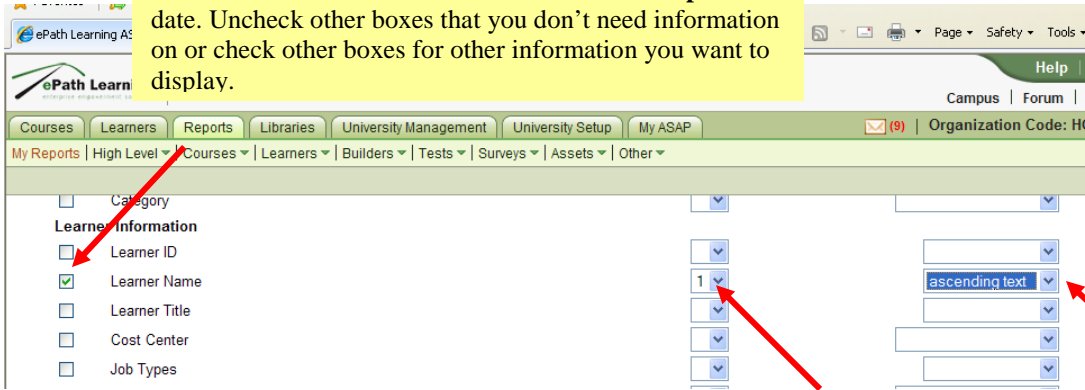 date. Uncheck other boxes that you don't need information
on or check other boxes for other information you want to
display.
ePath Learning AS
Page Safety Tools
ePath Learni
Help
Campus | Forum |
Courses Learners Reports Libraries University Management University Setup My ASAP (9) | Organization Code: HO
My Reports | High Level | Courses | Learners | Builders | Tests | Surveys | Assets | Other
Category
Learner Information
Learner ID
Learner Name 1 ascending text
Learner Title
Cost Center
Job Types